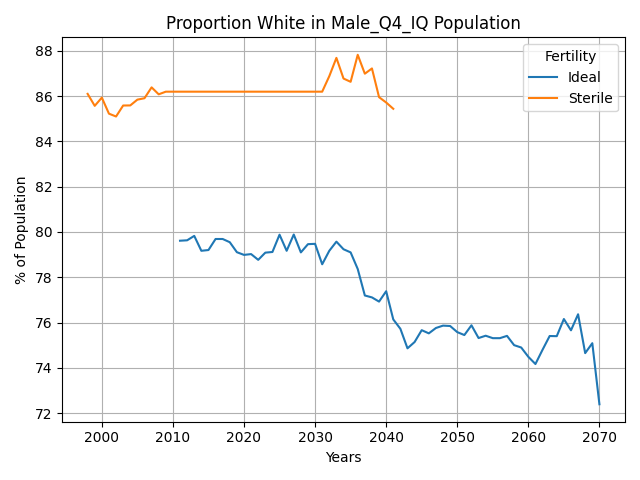 Proportion White in Male_Q4_IQ Population
Fertility
Ideal
Sterile
88
86
84
82
80
78
76
74
72
% of Population
2000
2010
2020
2030
2040
2050
2060
2070
Years